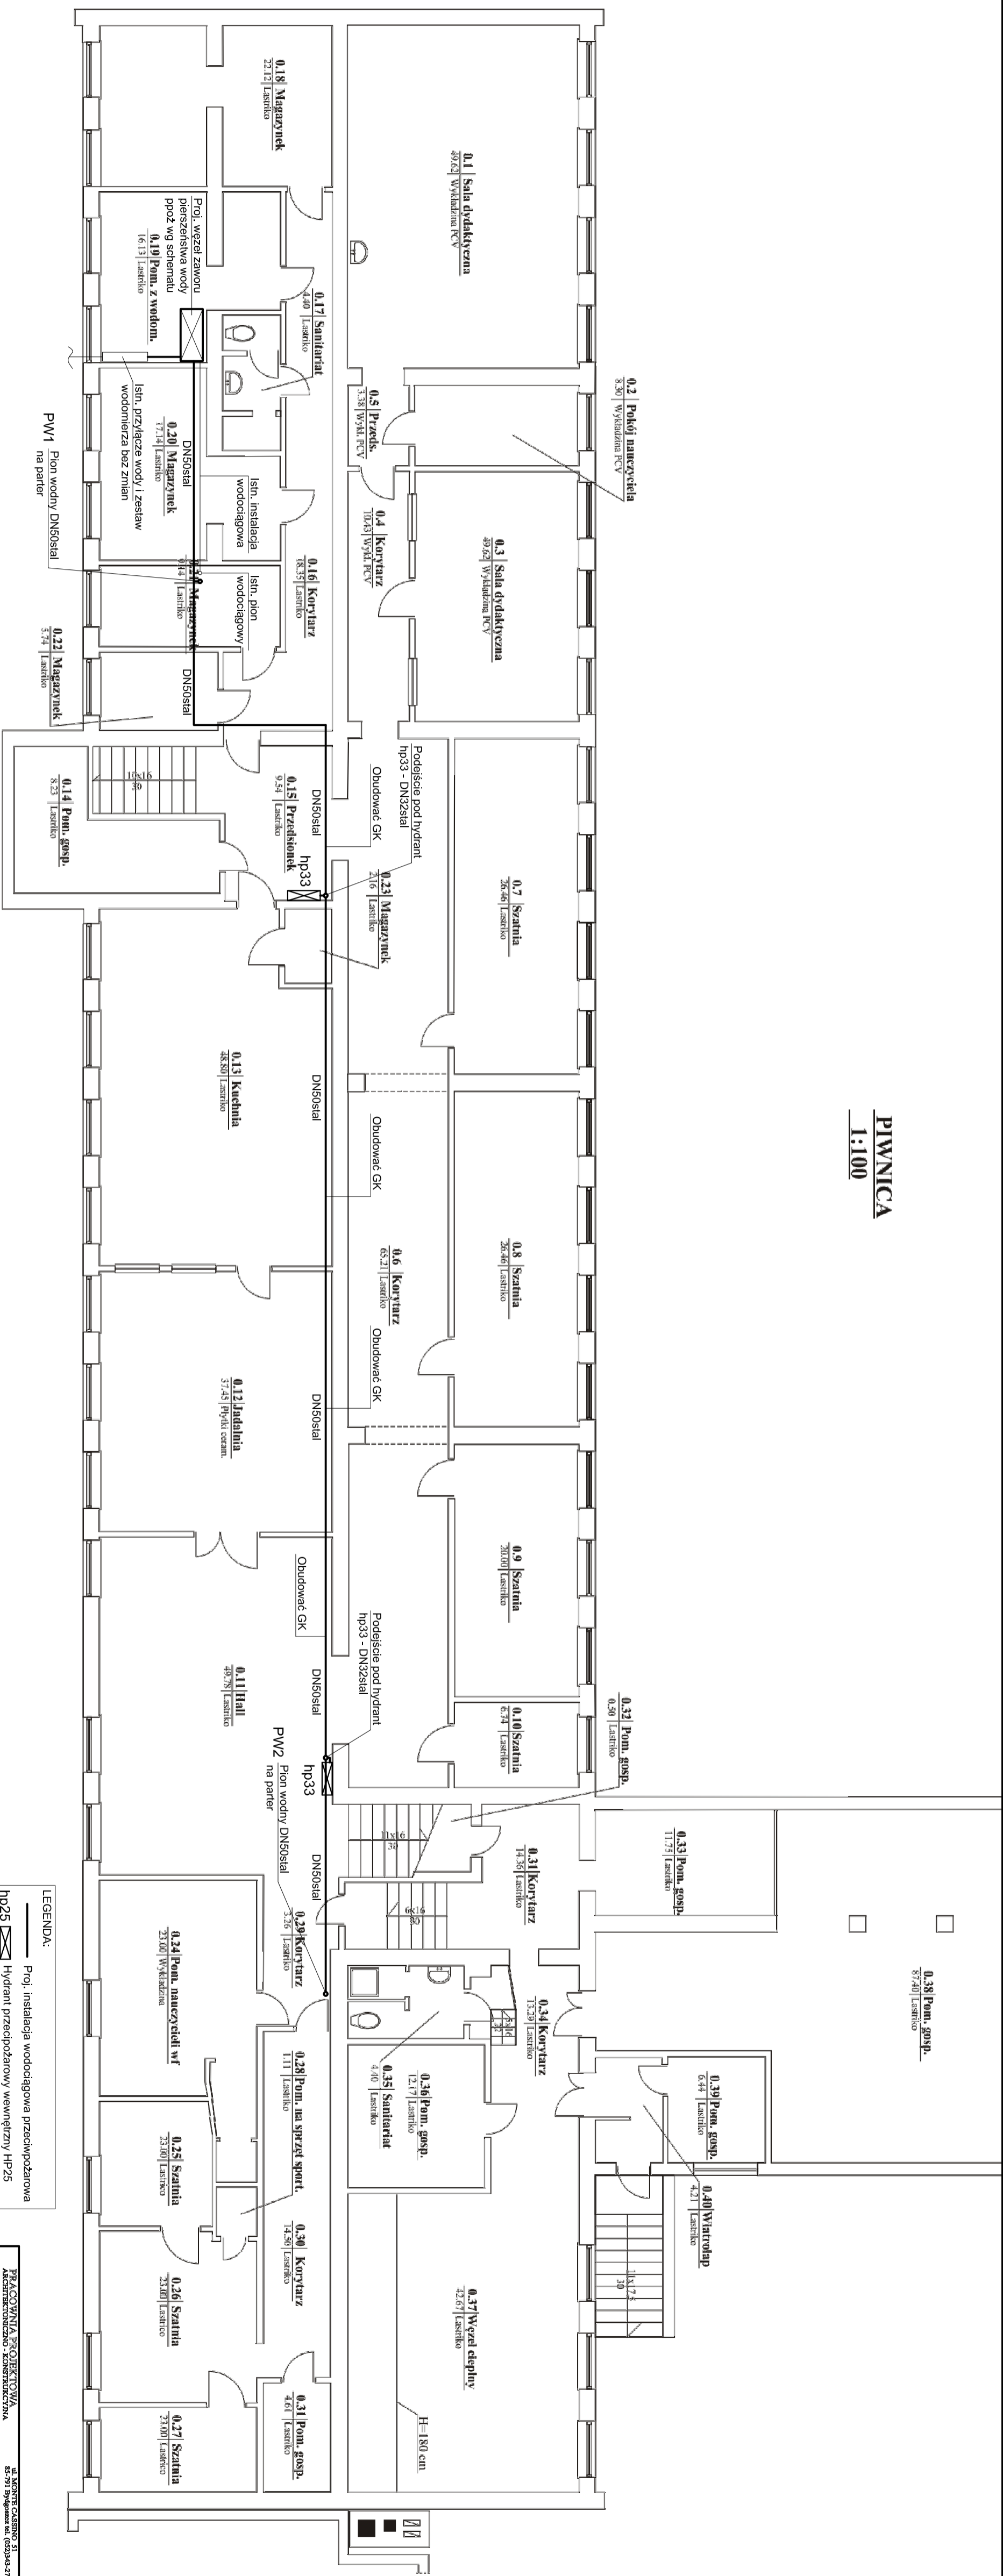 PIWNICA
1:100
0.1 Sala dydaktyczna
49.62 Wykładzina PCV
0.2 Pokój nauczyciela
8.30 Wykładzina PCV
0.3 Sala dydaktyczna
49.62 Wykładzina PCV
0.4 Korytarz
10.43 Wykł. PCV
0.5 Przeds.
3.38 Wykł. PCV
0.6 Korytarz
65.21 Lastriko
0.7 Szatnia
26.46 Lastriko
0.8 Szatnia
26.46 Lastriko
0.9 Szatnia
20.00 Lastriko
0.10 Szatnia
6.74 Lastriko
0.11 Hall
49.78 Lastriko
0.12 Jadalnia
37.45 Płytki ceram.
0.13 Kuchnia
48.80 Lastriko
0.14 Pom. gosp.
8.23 Lastriko
0.15 Przedsionek
9.54 Lastriko
0.16 Korytarz
18.35 Lastriko
0.17 Sanitariat
4.40 Lastriko
0.18 Magazynek
22.12 Lastriko
0.19 Pom. z wodom.
16.13 Lastriko
0.20 Magazynek
17.14 Lastriko
0.21 Magazynek
Lastriko
0.22 Magazynek
5.74 Lastriko
0.23 Magazynek
2.16 Lastriko
0.24 Pom. nauczycieli wf
23.00 Wykładzina
0.25 Szatnia
23.00 Lastrico
0.26 Szatnia
23.00 Lastrico
0.27 Szatnia
23.00 Lastrico
0.28 Pom. na sprzęt sport.
1.11 Lastriko
0.29 Korytarz
3.26 Lastriko
0.30 Korytarz
14.50 Lastriko
0.31 Pom. gosp.
4.61 Lastriko
0.31 Korytarz
14.36 Lastriko
0.32 Pom. gosp.
0.50 Lastriko
0.33 Pom. gosp.
11.75 Lastriko
0.34 Korytarz
13.29 Lastriko
0.35 Sanitariat
4.40 Lastriko
0.36 Pom. gosp.
12.17 Lastriko
0.37 Węzeł cieplny
42.67 Lastriko
H=180 cm
0.38 Pom. gosp.
87.40 Lastriko
0.39 Pom. gosp.
6.44 Lastriko
0.40 Wiatrołap
4.21 Lastriko
Proj. węzeł zaworu
pierszeństwa wody
ppoż wg schematu
Istn. przyłącze wody i zestaw
wodomierza bez zmian
Istn. instalacja
wodociągowa
Istn. pion
wodociągowy
DN50stal
DN50stal
DN50stal
DN50stal
DN50stal
DN50stal
DN50stal
PW1 Pion wodny DN50stal
na parter
PW2 Pion wodny DN50stal
na parter
Podejście pod hydrant
hp33 - DN32stal
Podejście pod hydrant
hp33 - DN32stal
hp33
hp33
Obudować GK
Obudować GK
Obudować GK
Obudować GK
10x16
30
11x16
30
6x16
30
LEGENDA:
Proj. instalacja wodociągowa przeciwpożarowa
hp25 Hydrant przecipożarowy wewnętrzny HP25
PRACOWNIA PROJEKTOWA
ARCHITEKTONICZNO - KONSTRUKCYJNA
ul. MONTE CASSINO 51